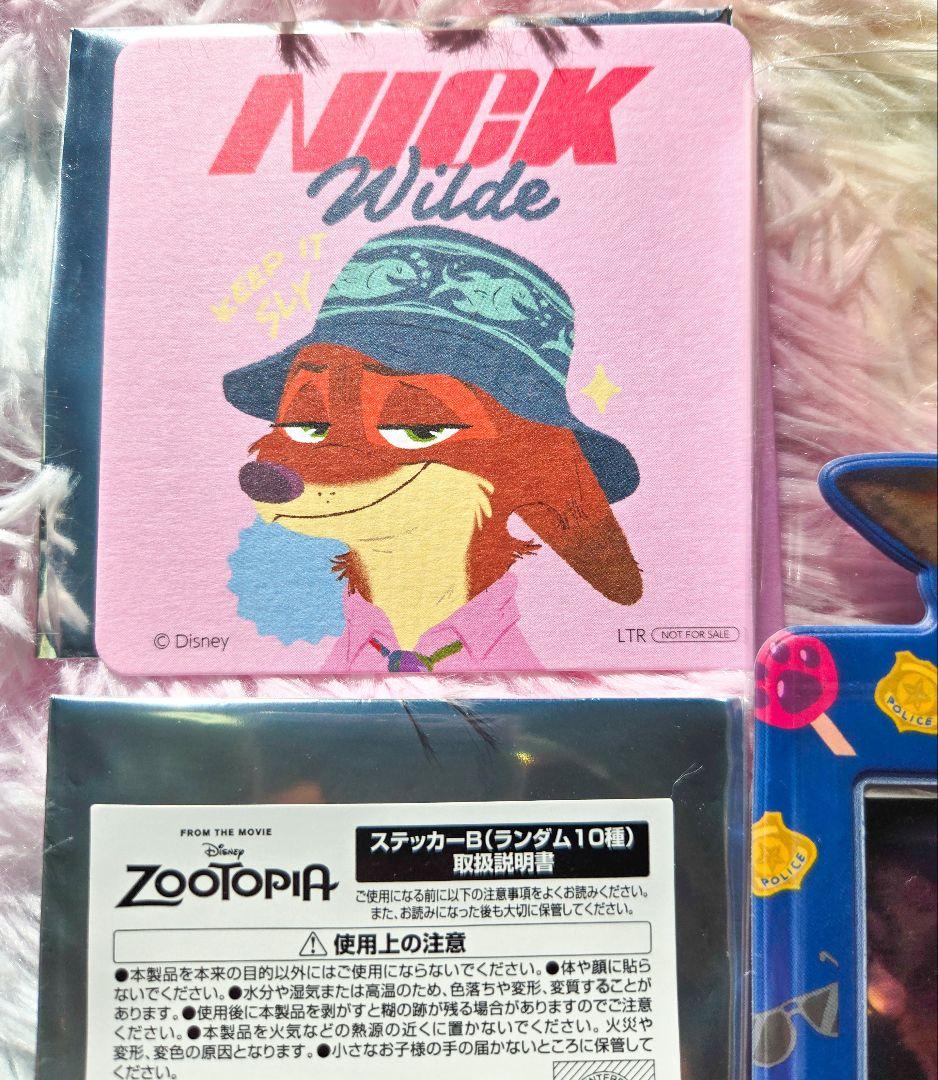 NICK
Wilde
KEEP IT
SLY
© Disney
LTR NOT FOR SALE
POLICE
FROM THE MOVIE
Disney
ZOOTOPIA
ステッカーB(ランダム10種)
取扱説明書
ご使用になる前に以下の注意事項をよくお読みください。
また、お読みになった後も大切に保管してください。
⚠ 使用上の注意
●本製品を本来の目的以外にはご使用にならないでください。●体や顔に貼ら
ないでください。●水分や湿気または高温のため、色落ちや変形、変質することが
ありますので注意ください。●使用後に本製品を剥がすと糊の跡が残る場合がありますのでご注意
ください。●本製品を火気などの熱源の近くに置かないでください。火災や
変形、変色の原因となります。●小さなお子様の手の届かないところに保管して
ください。
POLICE